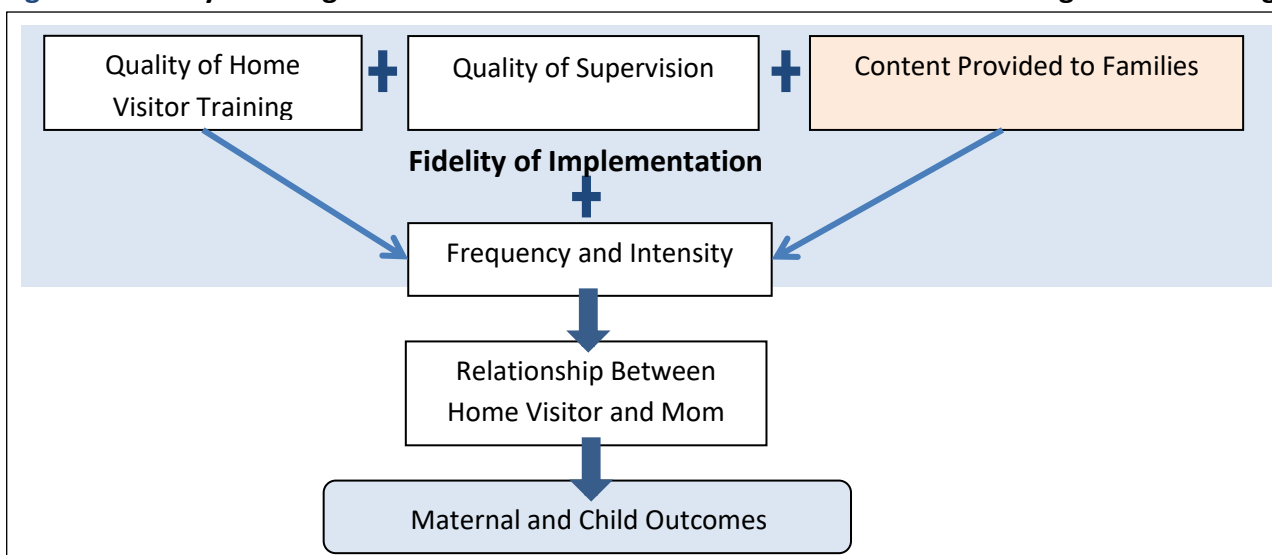 Quality of Home
Visitor Training
Quality of Supervision
Content Provided to Families
Fidelity of Implementation
Frequency and Intensity
Relationship Between
Home Visitor and Mom
Maternal and Child Outcomes